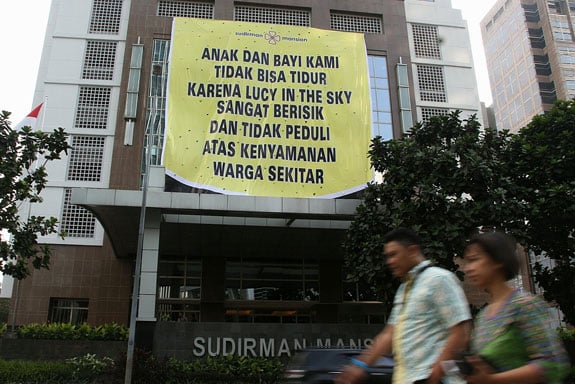 sudirman mansion
ANAK DAN BAYI KAMI
TIDAK BISA TIDUR
KARENA LUCY IN THE SKY
SANGAT BERISIK
DAN TIDAK PEDULI
ATAS KENYAMANAN
WARGA SEKITAR
SUDIRMAN MANS